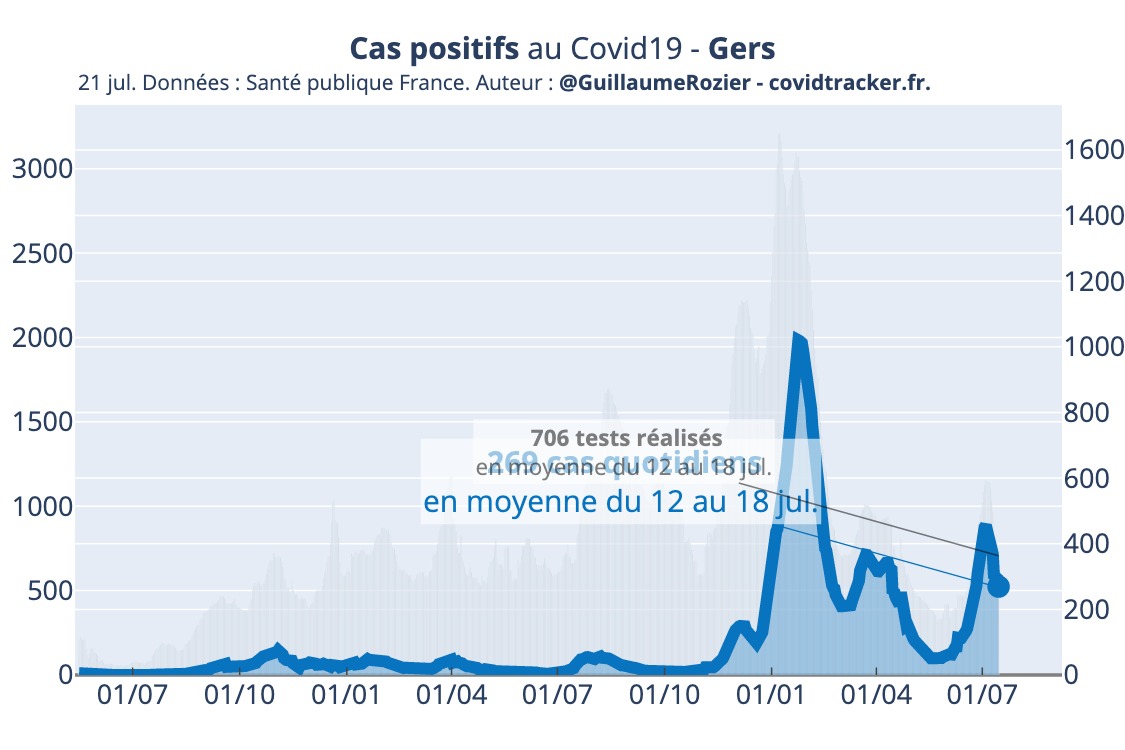 Cas positifs au Covid19 - Gers
21 jul. Données : Santé publique France. Auteur : @GuillaumeRozier - covidtracker.fr.
3000
2500
2000
1500
1000
500
0
1600
1400
1200
1000
800
600
400
200
0
706 tests réalisés
en moyenne du 12 au 18 jul.
269 cas quotidiens
en moyenne du 12 au 18 jul.
01/07 01/10 01/01 01/04 01/07 01/10 01/01 01/04 01/07